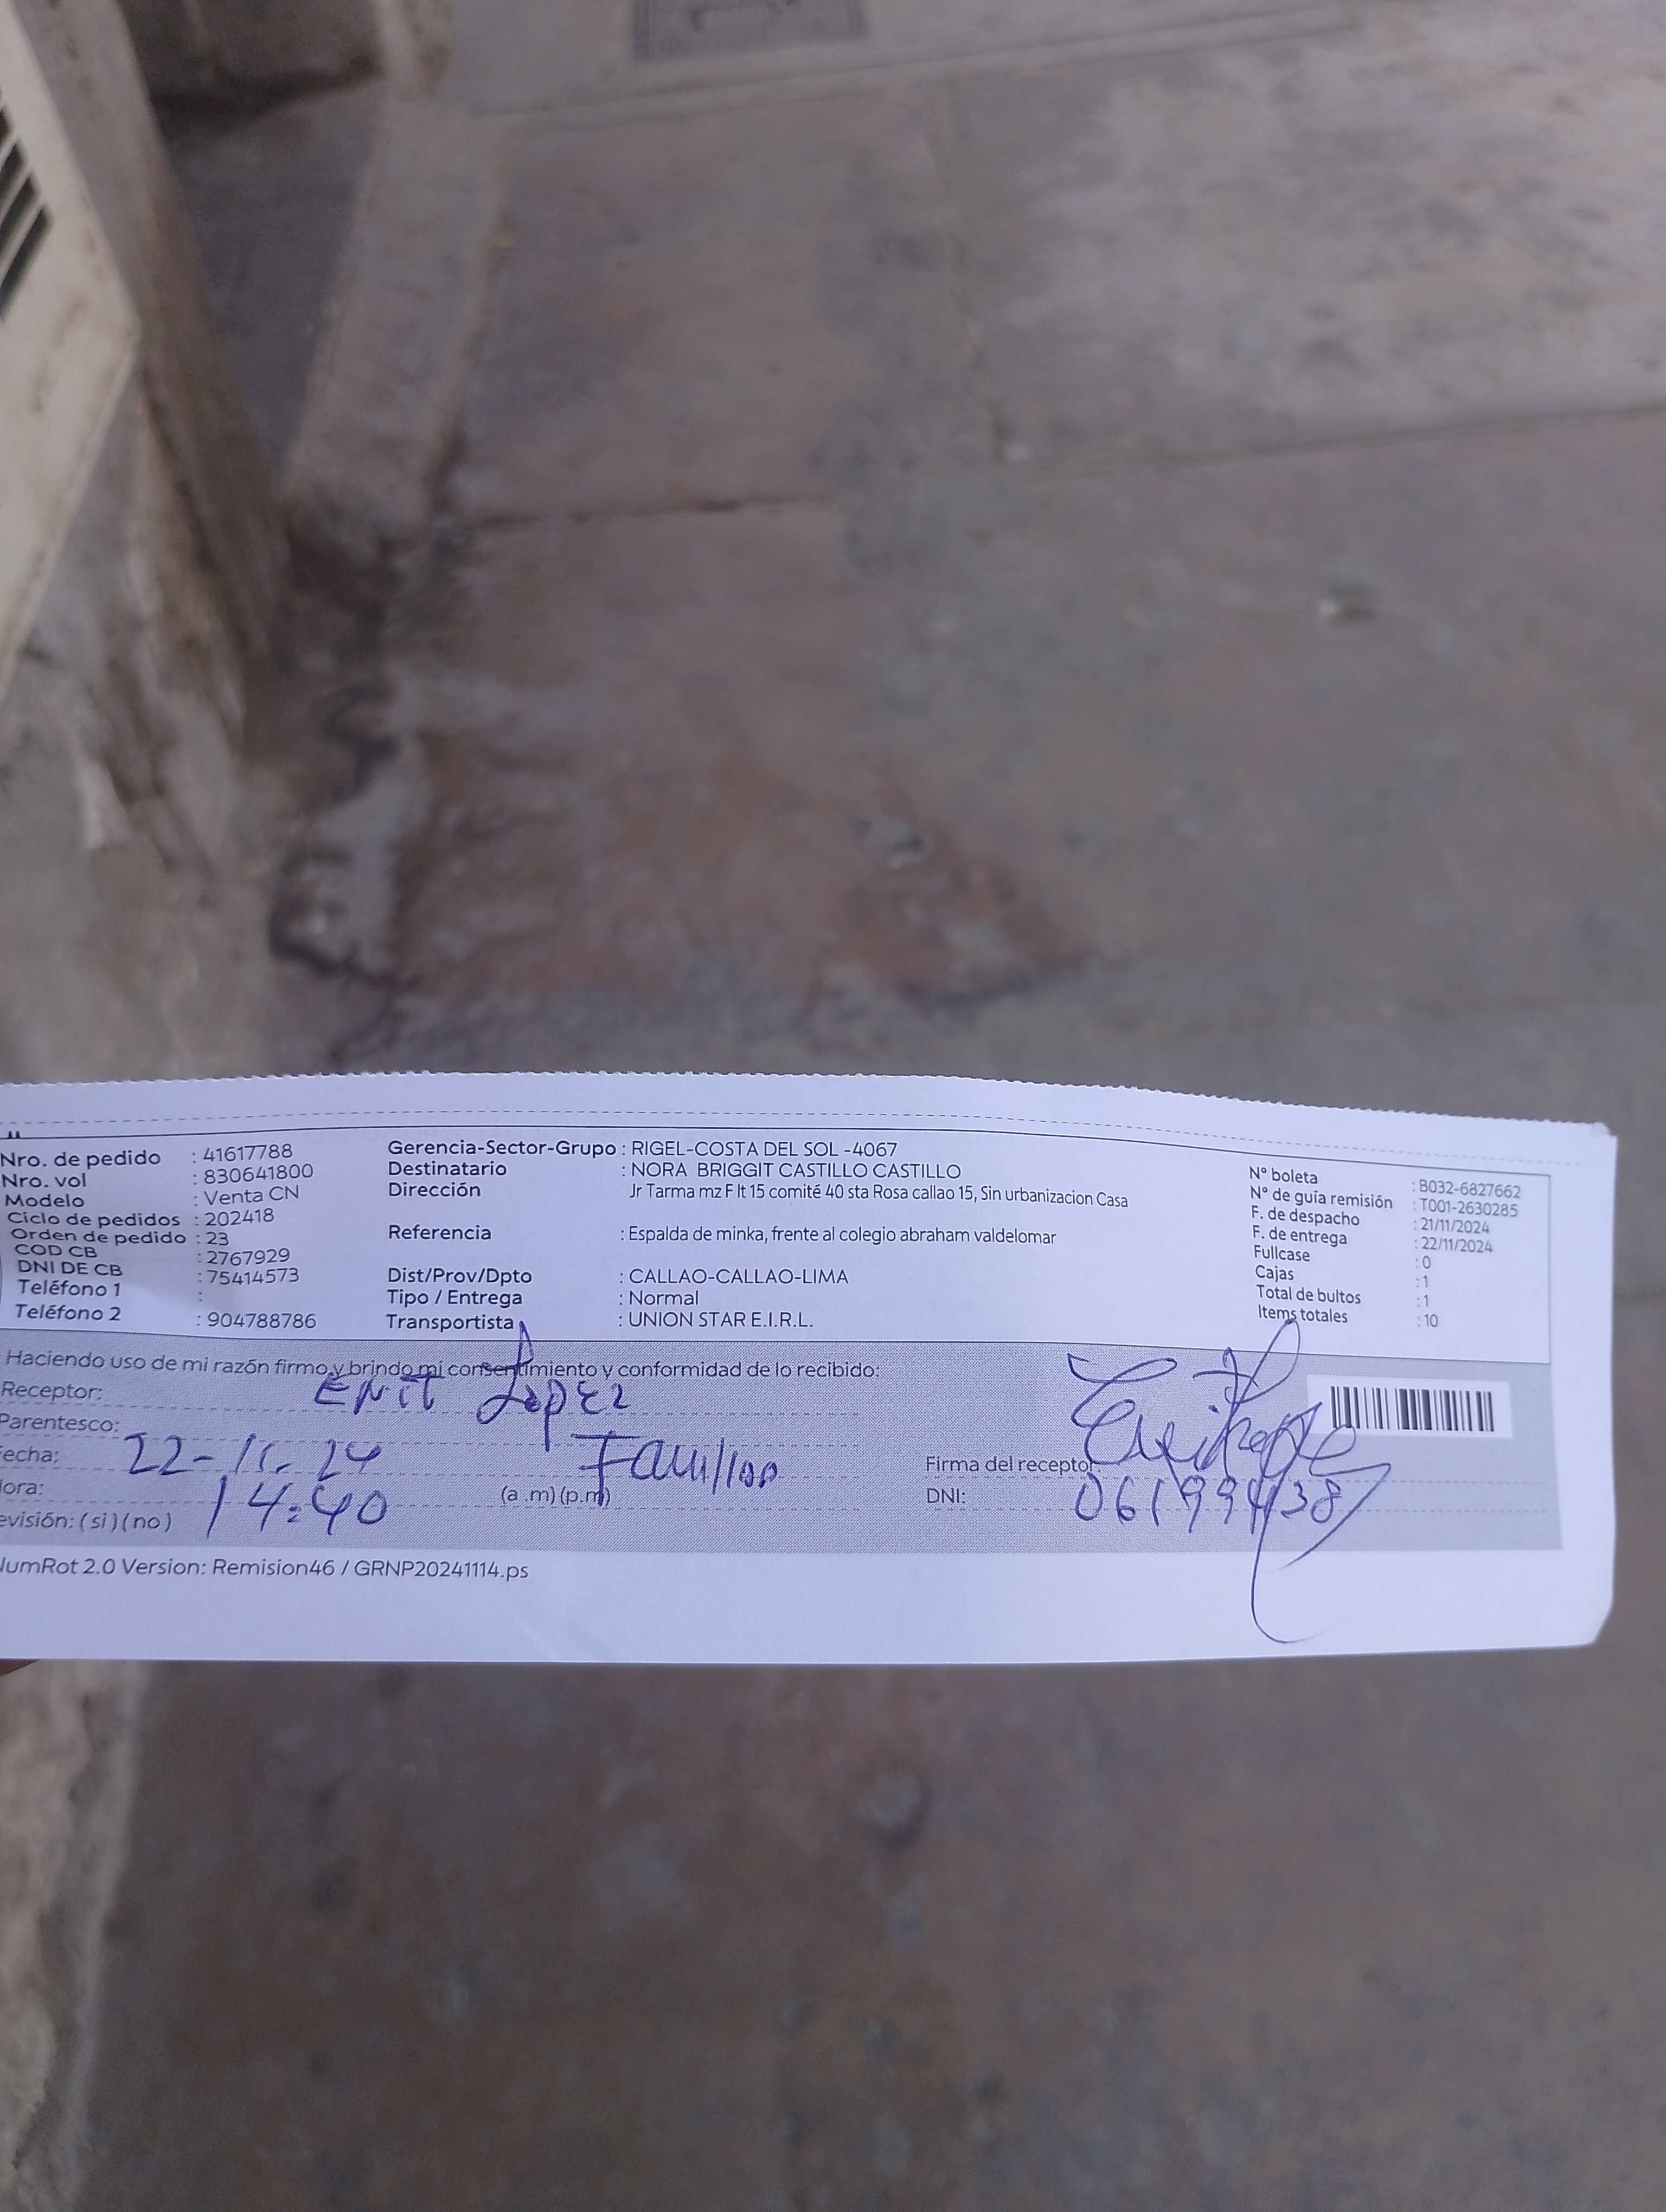 Nro. de pedido : 41617788
Nro. vol : 830641800
Modelo : Venta CN
Ciclo de pedidos : 202418
Orden de pedido : 23
COD CB : 2767929
DNI DE CB : 75414573
Teléfono 1 :
Teléfono 2 : 904788786
Gerencia-Sector-Grupo : RIGEL-COSTA DEL SOL -4067
Destinatario : NORA BRIGGIT CASTILLO CASTILLO
Dirección Jr Tarma mz F lt 15 comité 40 sta Rosa callao 15, Sin urbanizacion Casa
Referencia : Espalda de minka, frente al colegio abraham valdelomar
Dist/Prov/Dpto : CALLAO-CALLAO-LIMA
Tipo / Entrega : Normal
Transportista : UNION STAR E.I.R.L.
N° boleta : B032-6827662
N° de guía remisión : T001-2630285
F. de despacho : 21/11/2024
F. de entrega : 22/11/2024
Fullcase : 0
Cajas : 1
Total de bultos : 1
Items totales : 10
Haciendo uso de mi razón firmo y brindo mi consentimiento y conformidad de lo recibido:
Receptor: ENIT LopEz
Parentesco: Familiar
echa: 22-11-24
ora: 14:40 (a .m) (p.m)
evisión: ( si ) ( no )
Firma del receptor:
DNI: 06199438
NumRot 2.0 Version: Remision46 / GRNP20241114.ps